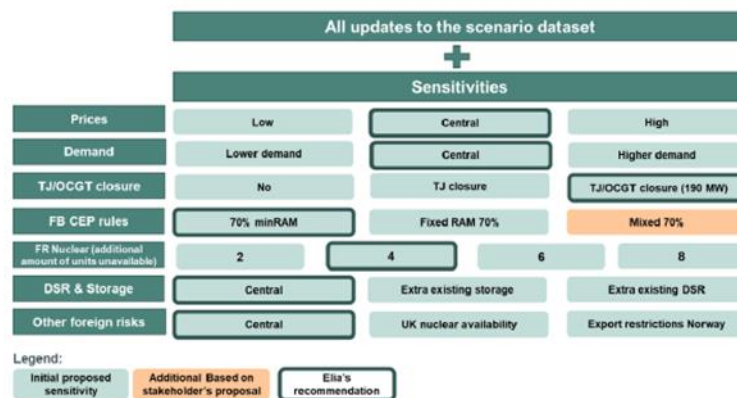 All updates to the scenario dataset
Sensitivities
Prices
Low
Central
High
Demand
Lower demand
Central
Higher demand
TJ/OCGT closure
No
TJ closure
TJ/OCGT closure (190 MW)
FB CEP rules
70% minRAM
Fixed RAM 70%
Mixed 70%
FR Nuclear (additional
amount of units unavailable)
2
4
6
8
DSR & Storage
Central
Extra existing storage
Extra existing DSR
Other foreign risks
Central
UK nuclear availability
Export restrictions Norway
Legend:
Initial proposed
sensitivity
Additional Based on
stakeholder's proposal
Elia's
recommendation